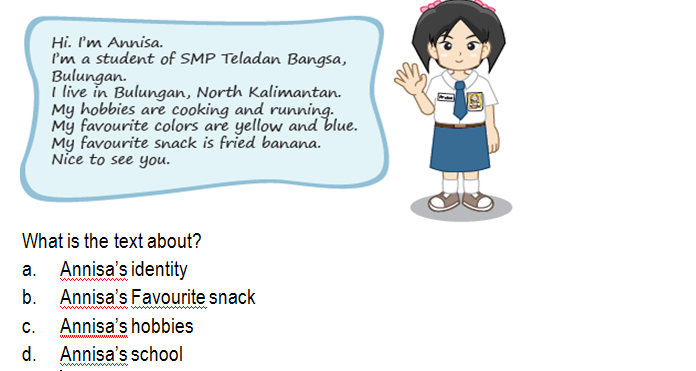 Hi. I'm Annisa.
I'm a student of SMP Teladan Bangsa,
Bulungan.
I live in Bulungan, North Kalimantan.
My hobbies are cooking and running.
My favourite colors are yellow and blue.
My favourite snack is fried banana.
Nice to see you.
What is the text about?
a. Annisa's identity
b. Annisa's Favourite snack
c. Annisa's hobbies
d. Annisa's school